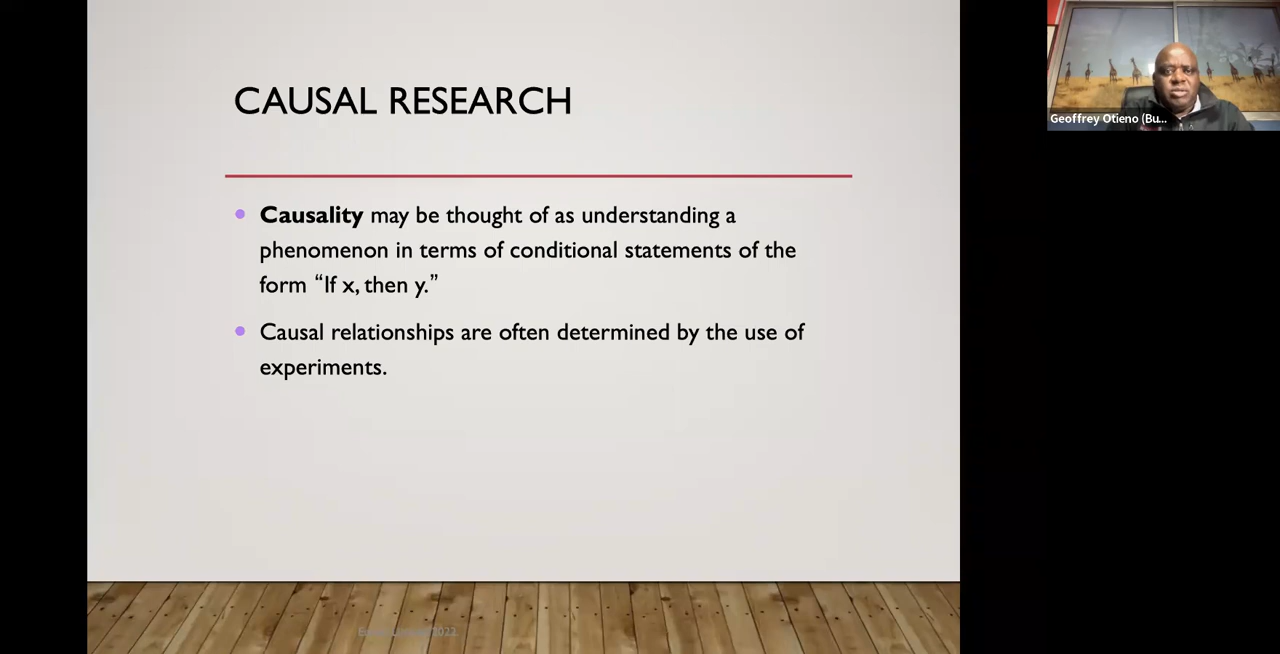 CAUSAL RESEARCH
Causality may be thought of as understanding a
phenomenon in terms of conditional statements of the
form “If x, then y.”
Causal relationships are often determined by the use of
experiments.
Geoffrey Otieno (Bu...
2022